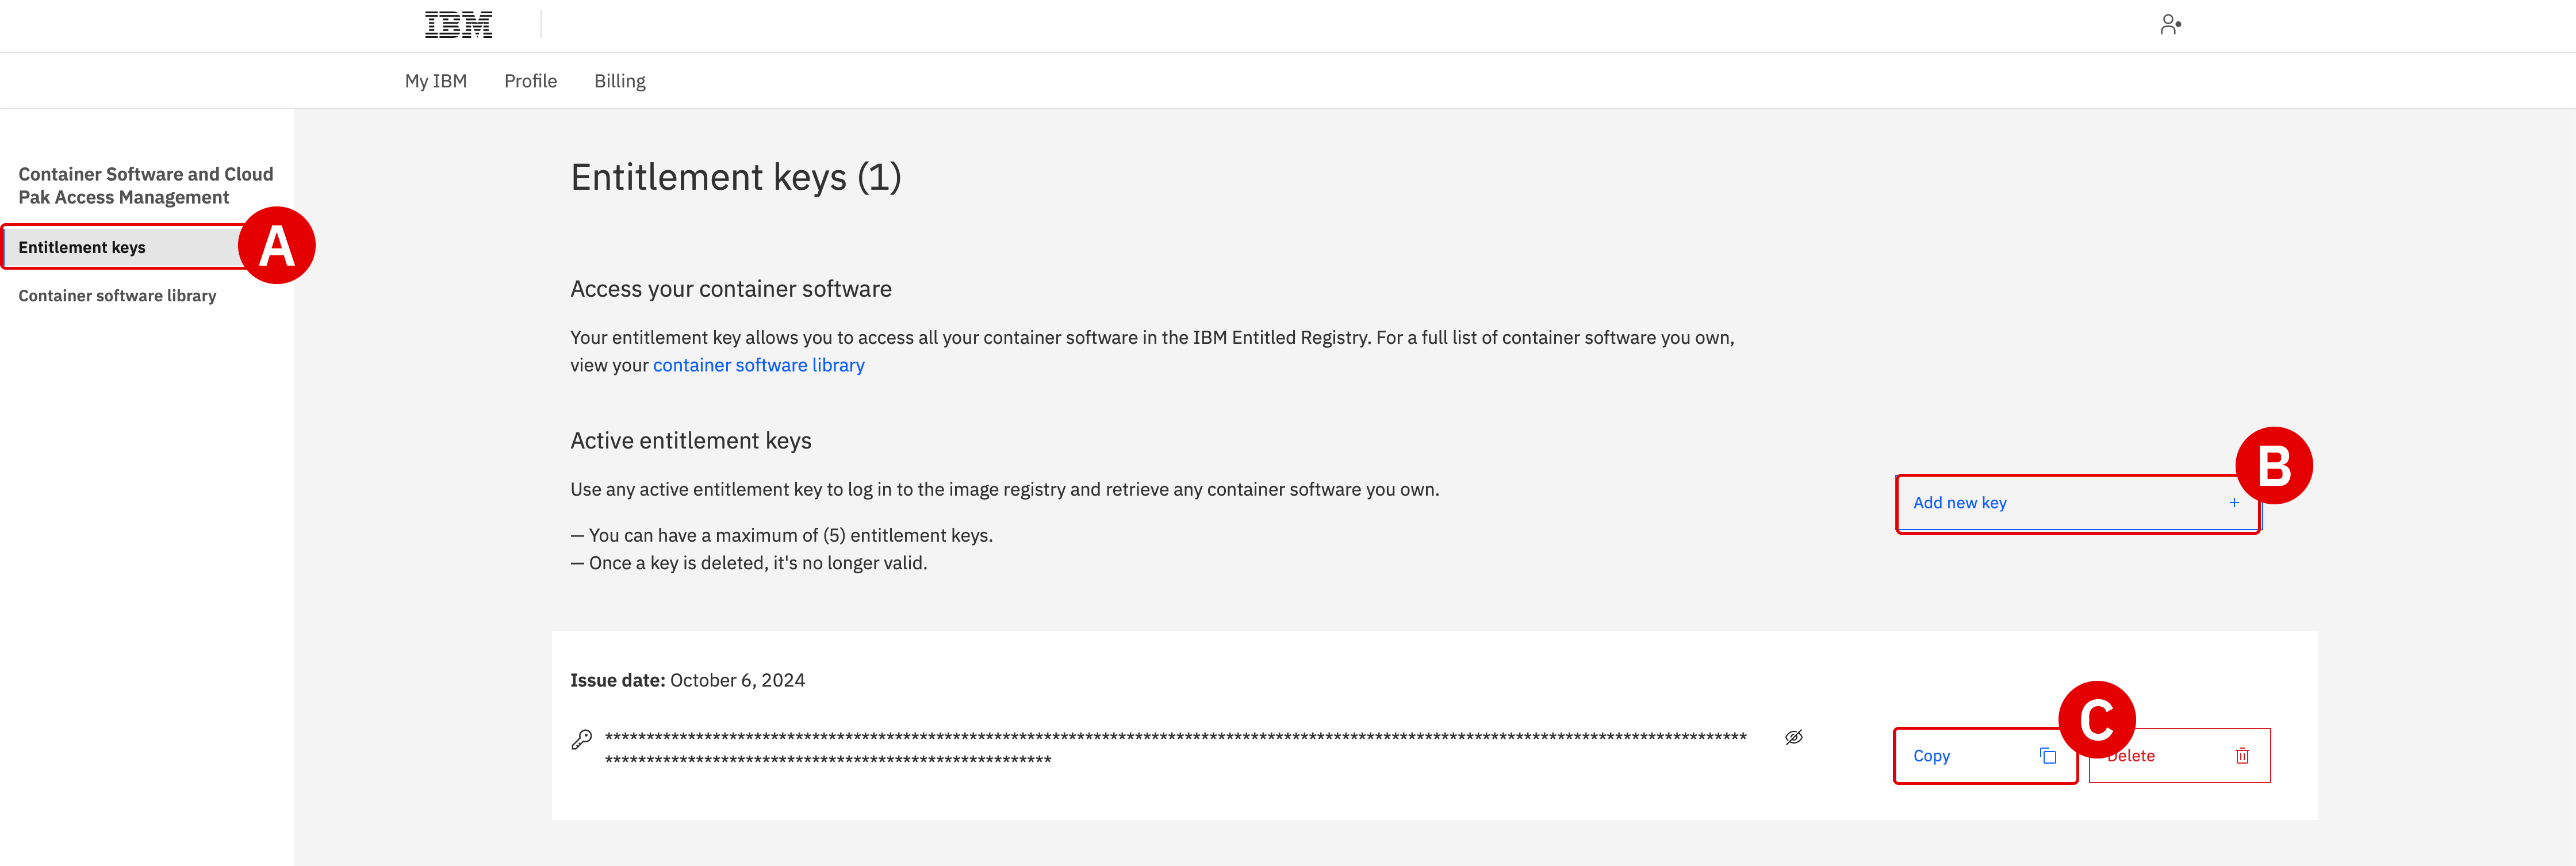 IBM
My IBM Profile Billing
Container Software and Cloud
Pak Access Management
Entitlement keys
A
Container software library
Entitlement keys (1)
Access your container software
Your entitlement key allows you to access all your container software in the IBM Entitled Registry. For a full list of container software you own,
view your container software library
Active entitlement keys
Use any active entitlement key to log in to the image registry and retrieve any container software you own.
— You can have a maximum of (5) entitlement keys.
— Once a key is deleted, it's no longer valid.
B
Add new key +
Issue date: October 6, 2024
C
Copy
Delete